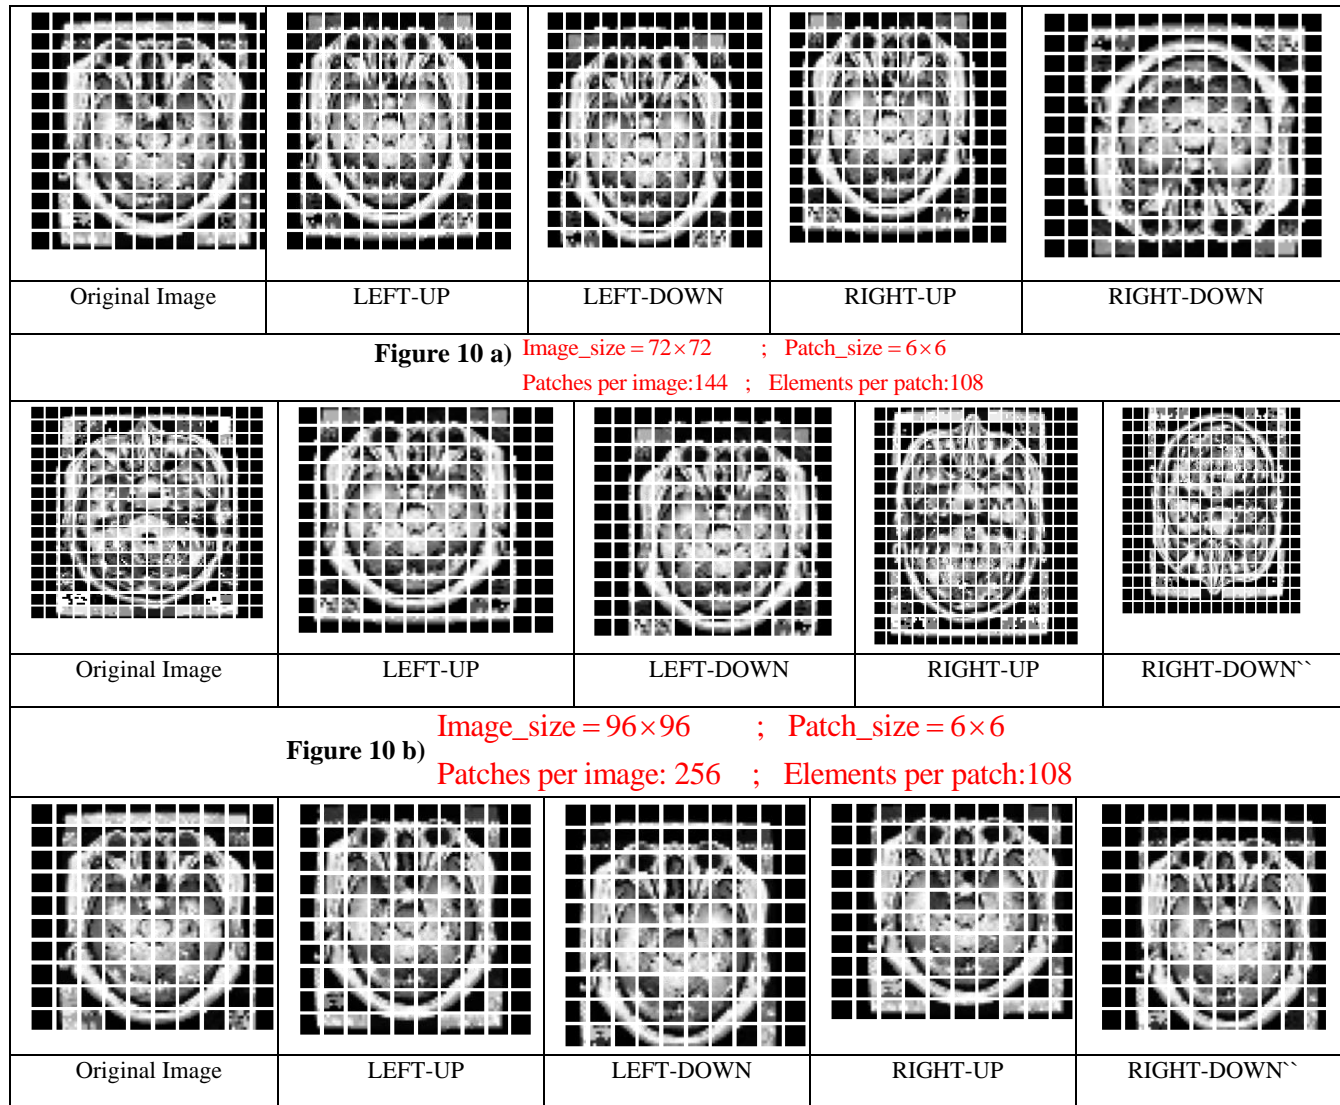 Original Image LEFT-UP LEFT-DOWN RIGHT-UP RIGHT-DOWN
Figure 10 a) Image_size = 72×72 ; Patch_size = 6×6
Patches per image:144 ; Elements per patch:108
Original Image LEFT-UP LEFT-DOWN RIGHT-UP RIGHT-DOWN``
Figure 10 b) Image_size = 96×96 ; Patch_size = 6×6
Patches per image: 256 ; Elements per patch:108
Original Image LEFT-UP LEFT-DOWN RIGHT-UP RIGHT-DOWN``